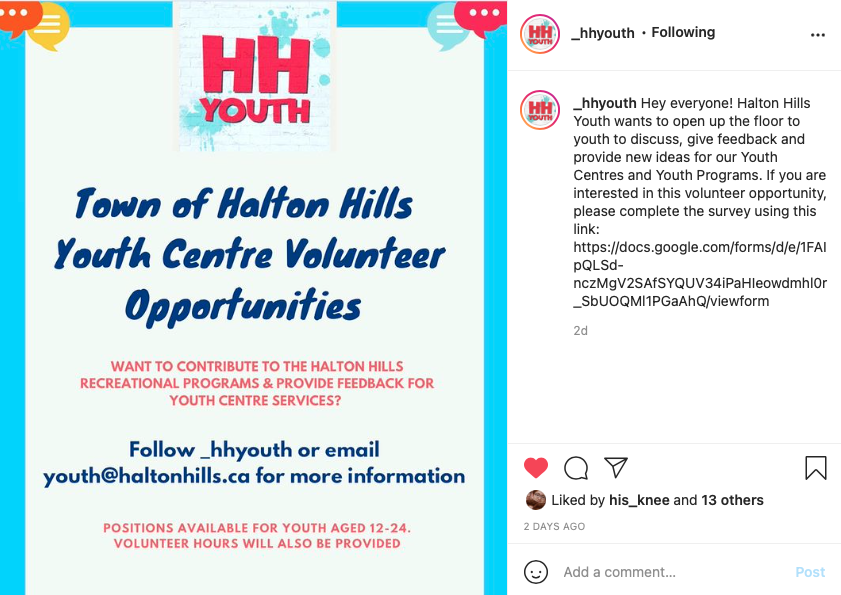 HH
YOUTH
Town of Halton Hills
Youth Centre Volunteer
Opportunities
WANT TO CONTRIBUTE TO THE HALTON HILLS
RECREATIONAL PROGRAMS & PROVIDE FEEDBACK FOR
YOUTH CENTRE SERVICES?
Follow _hhyouth or email
youth@haltonhills.ca for more information
POSITIONS AVAILABLE FOR YOUTH AGED 12-24.
VOLUNTEER HOURS WILL ALSO BE PROVIDED
HH
YOUTH
_hhyouth • Following
HH
YOUTH
_hhyouth Hey everyone! Halton Hills
Youth wants to open up the floor to
youth to discuss, give feedback and
provide new ideas for our Youth
Centres and Youth Programs. If you are
interested in this volunteer opportunity,
please complete the survey using this
link:
https://docs.google.com/forms/d/e/1FAI
pQLSd-
nczMgV2SAfSYQUV34iPaHIeowdmhl0r
_SbUOQMl1PGaAhQ/viewform
2d
Liked by his_knee and 13 others
2 DAYS AGO
Add a comment...
Post